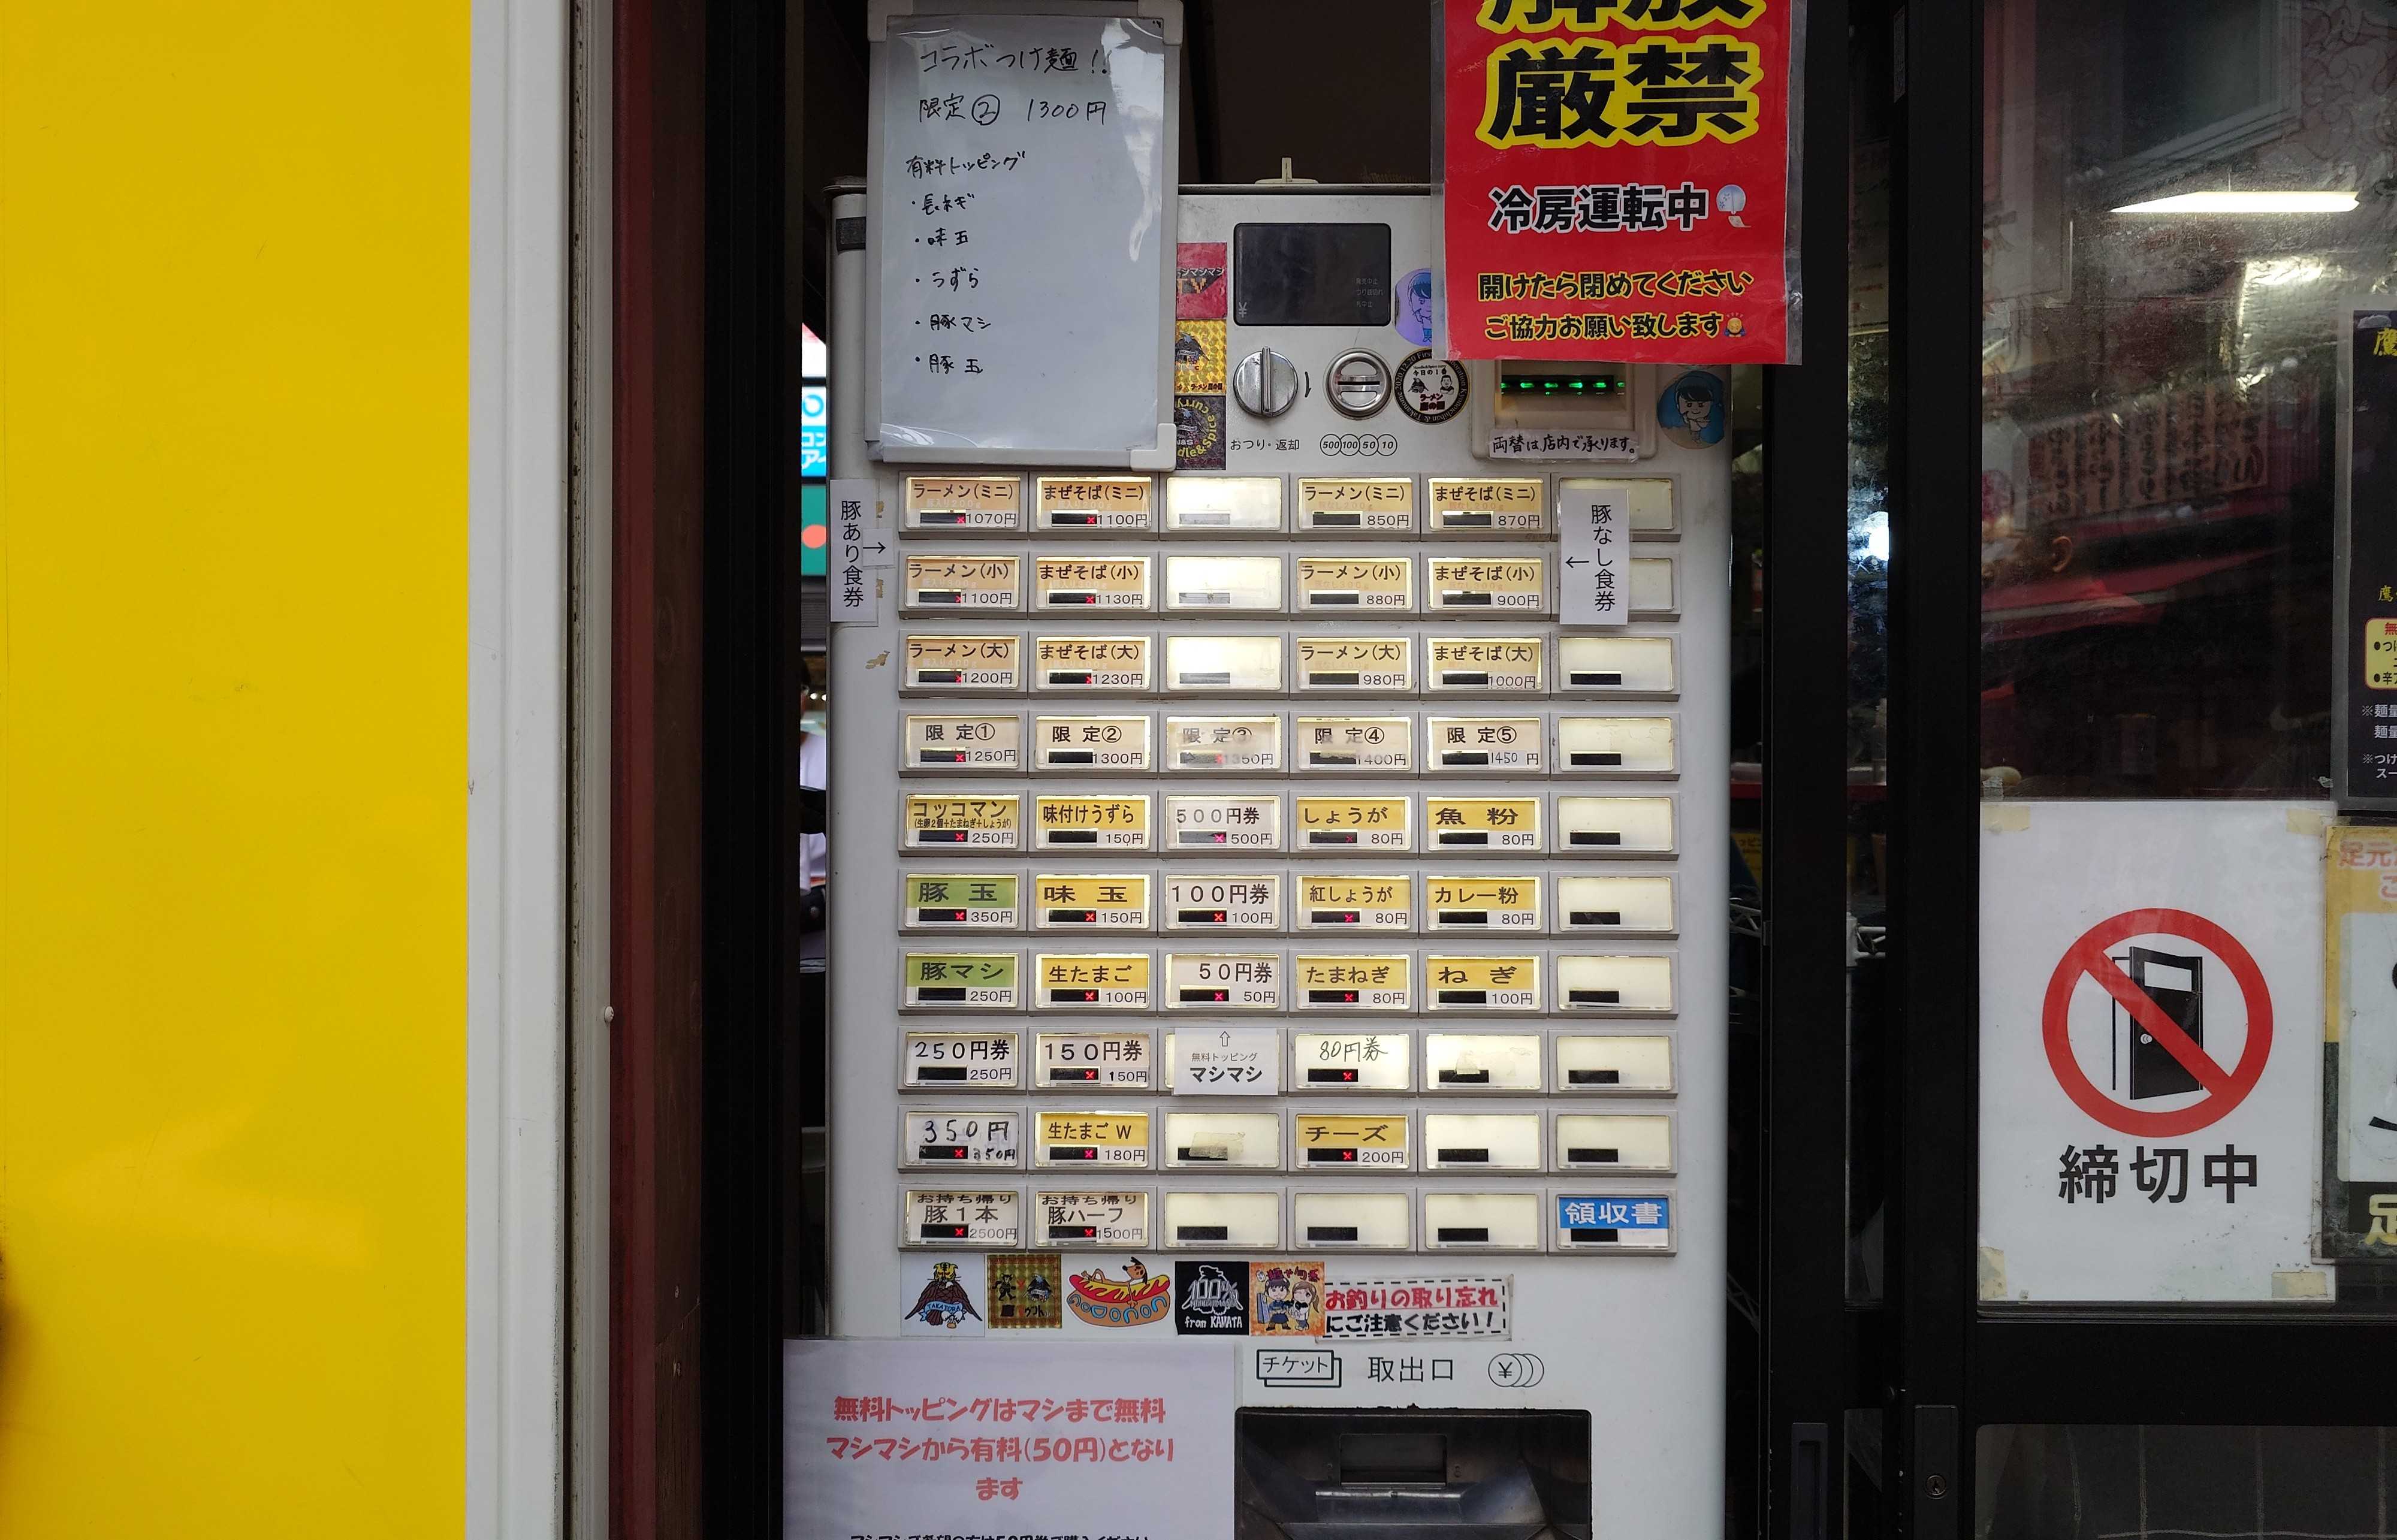 コラボつけ麺!!
限定② 1300円
有料トッピング
・長ネギ
・味玉
・うずら
・豚マシ
・豚玉
厳禁
冷房運転中
開けたら閉めてください
ご協力お願い致します
おつり・返却
500 100 50 10
両替は店内で承ります。
豚あり食券
→
豚なし食券
←
ラーメン(ミニ) 1070円
まぜそば(ミニ) 1100円
ラーメン(ミニ) 850円
まぜそば(ミニ) 870円
ラーメン(小) 1100円
まぜそば(小) 1130円
ラーメン(小) 880円
まぜそば(小) 900円
ラーメン(大) 1200円
まぜそば(大) 1230円
ラーメン(大) 980円
まぜそば(大) 1000円
限定① 1250円
限定② 1300円
限定③ 1350円
限定④ 1400円
限定⑤ 1450円
コッコマン
(生卵2個+たまねぎ+しょうが)
250円
味付けうずら 150円
500円券 500円
しょうが 80円
魚粉 80円
豚玉 350円
味玉 150円
100円券 100円
紅しょうが 80円
カレー粉 80円
豚マシ 250円
生たまご 100円
50円券 50円
たまねぎ 80円
ねぎ 100円
250円券 250円
150円券 150円
⇧
無料トッピング
マシマシ
80円券
350円 350円
生たまごW 180円
チーズ 200円
お持ち帰り
豚1本 2500円
お持ち帰り
豚ハーフ 1500円
領収書
TAKATORA
100%
from KAMATA
お釣りの取り忘れ
にご注意ください!
チケット 取出口 ¥
無料トッピングはマシまで無料
マシマシから有料(50円)となり
ます
締切中